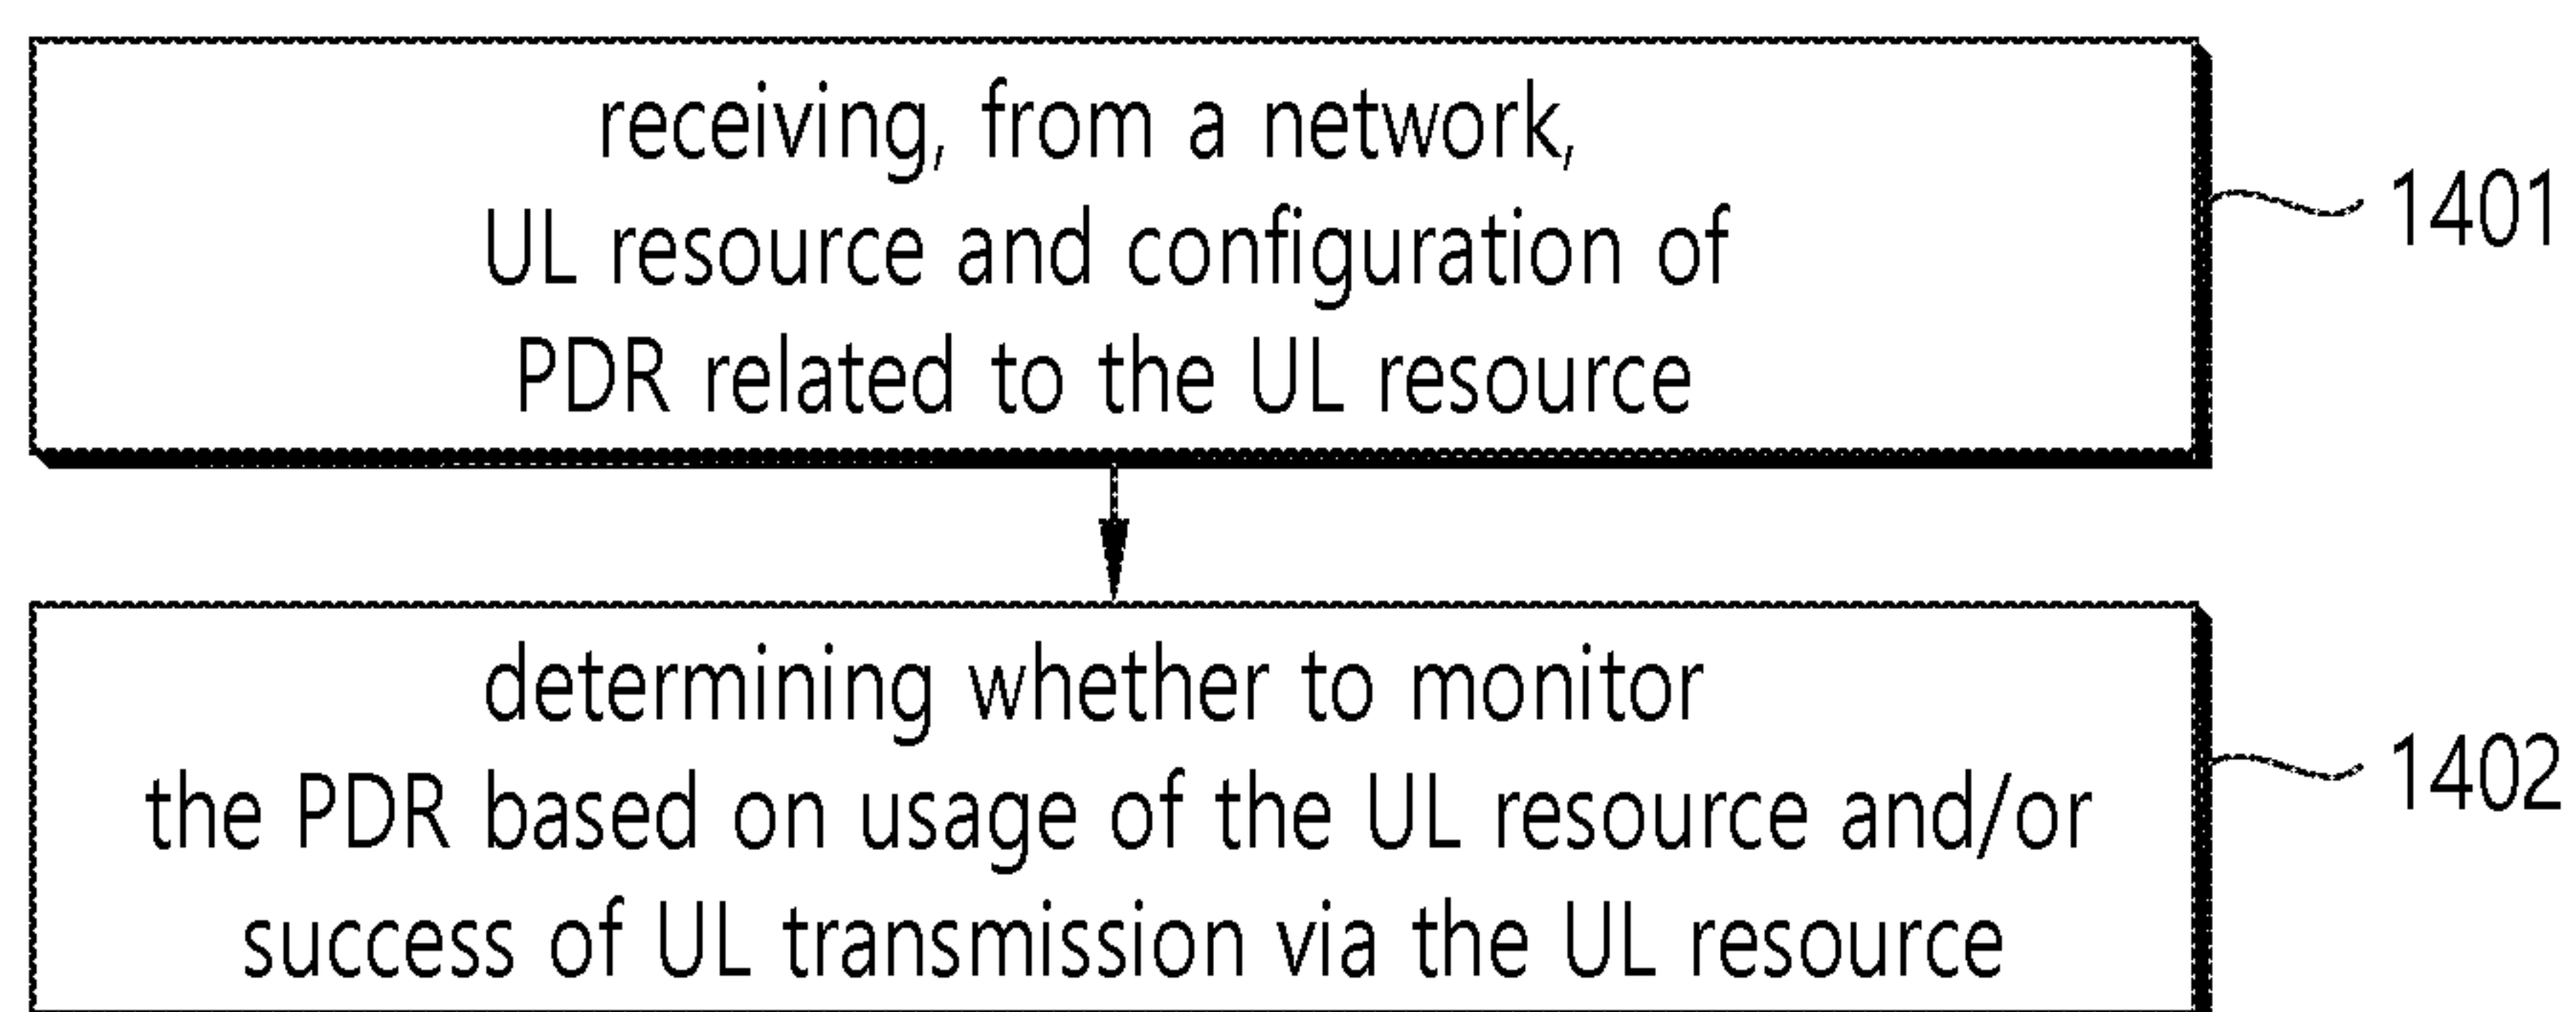 receiving, from a network,
UL resource and configuration of
PDR related to the UL resource
1401
determining whether to monitor
the PDR based on usage of the UL resource and/or
success of UL transmission via the UL resource
1402